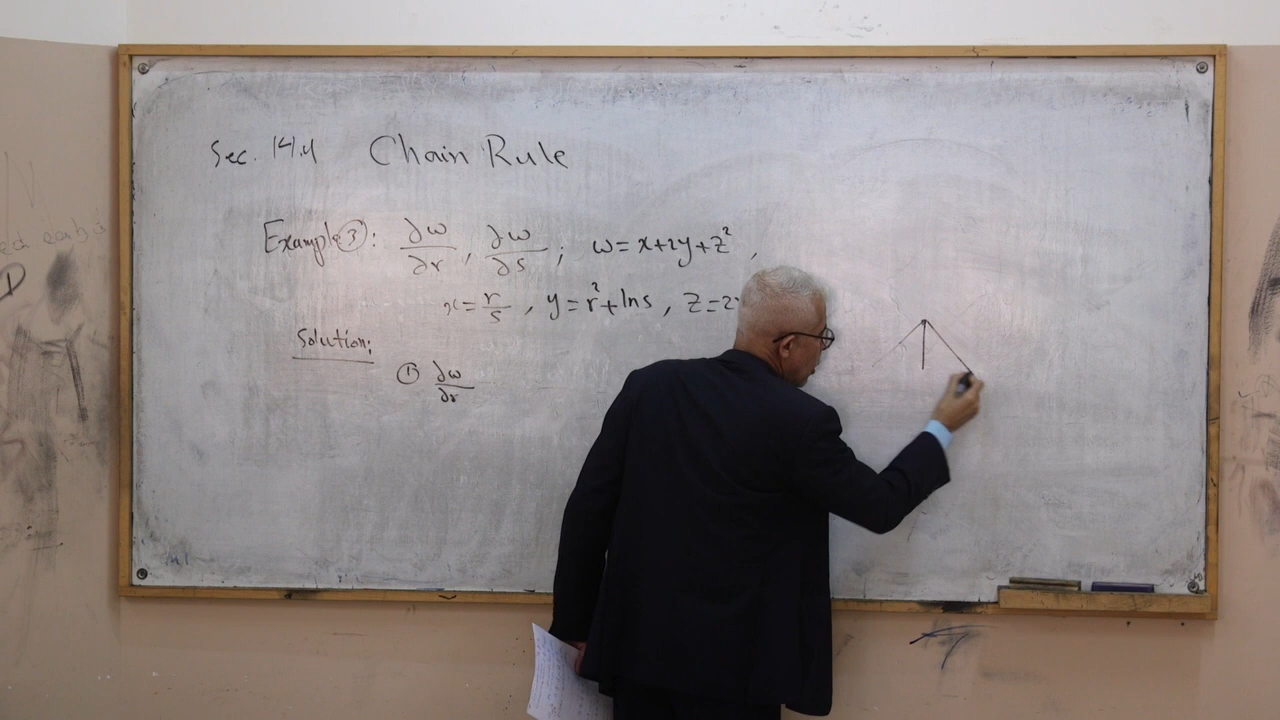 Sec. 14.4 Chain Rule
Example ③: ∂w/∂r, ∂w/∂s; w=x+2y+z²,
x=r/s, y=r²+ln s, z=2
Solution;
① ∂w/∂r